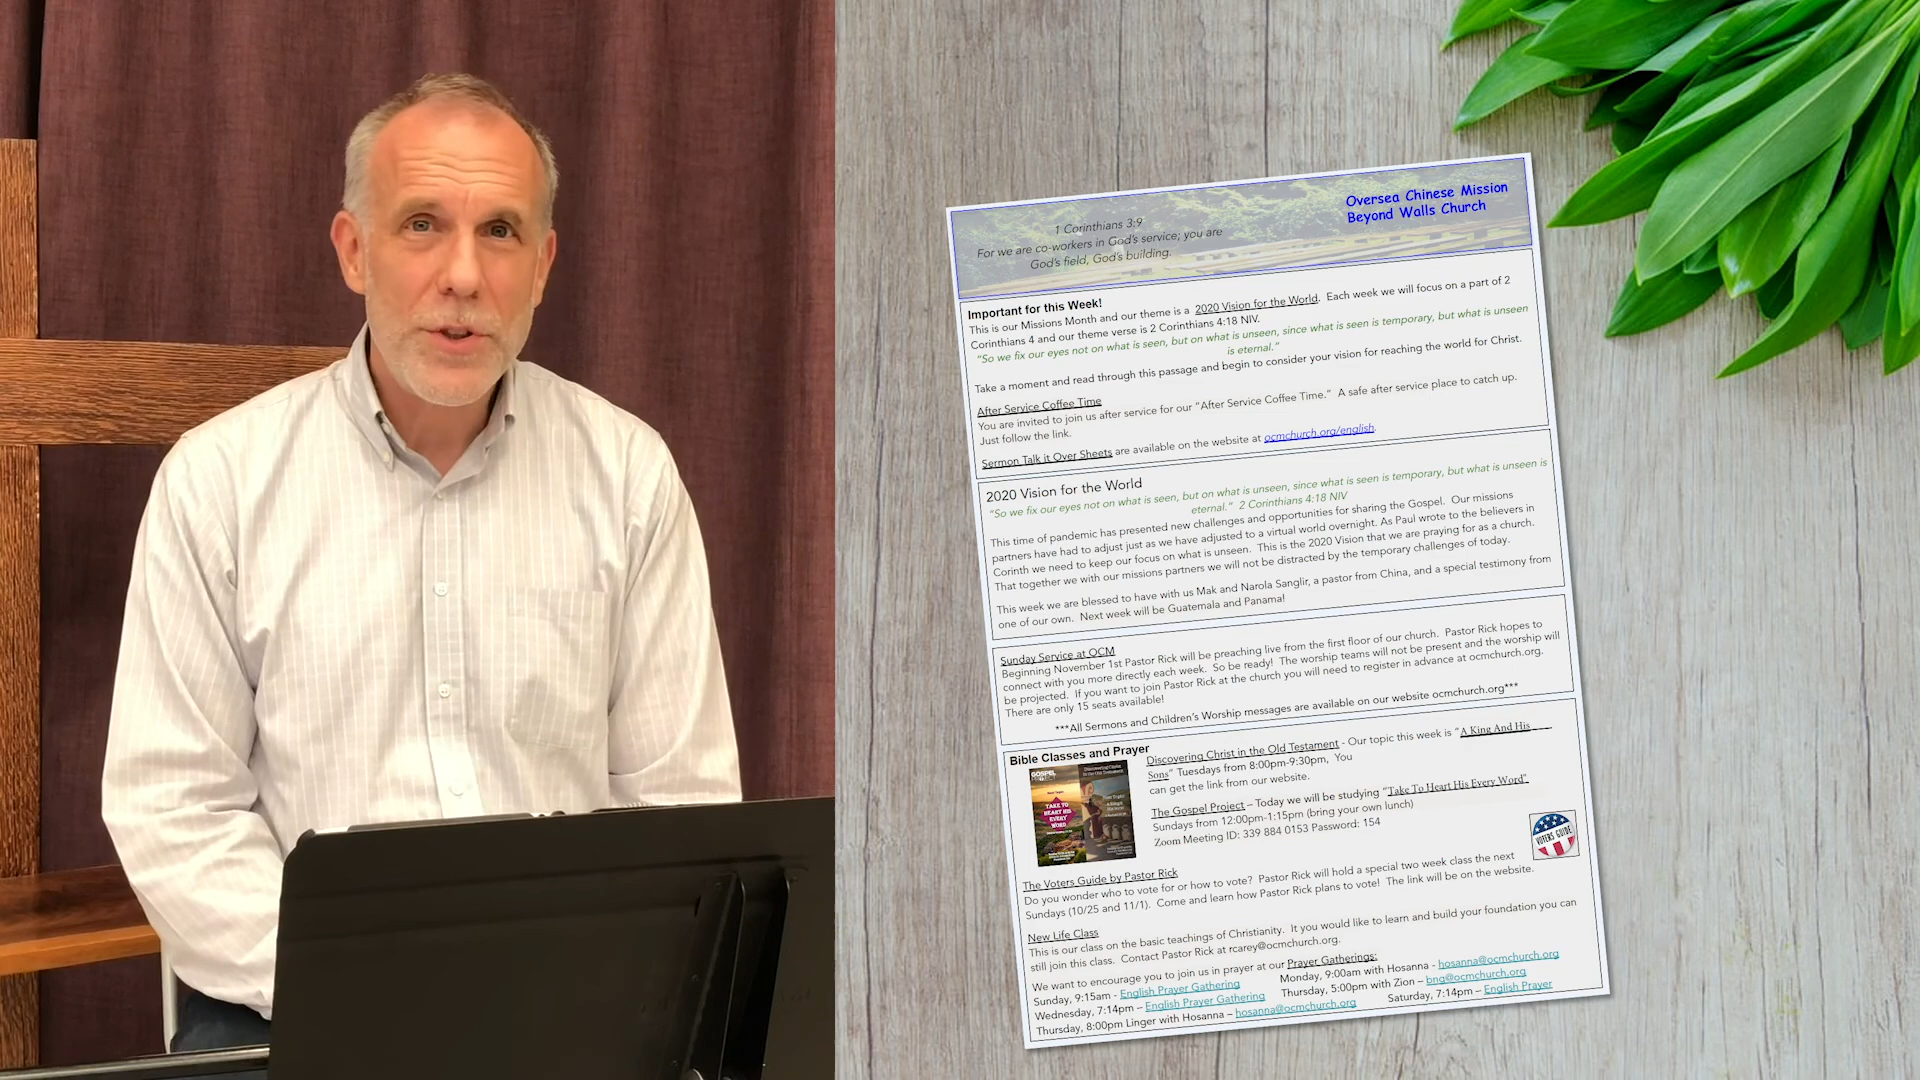 1 Corinthians 3:9
For we are co-workers in God's service; you are
God's field, God's building.
Oversea Chinese Mission
Beyond Walls Church
Important for this Week!
This is our Missions Month and our theme is a 2020 Vision for the World. Each week we will focus on a part of 2
Corinthians 4 and our theme verse is 2 Corinthians 4:18 NIV.
"So we fix our eyes not on what is seen, but on what is unseen, since what is seen is temporary, but what is unseen
is eternal."
Take a moment and read through this passage and begin to consider your vision for reaching the world for Christ.
After Service Coffee Time
You are invited to join us after service for our "After Service Coffee Time." A safe after service place to catch up.
Just follow the link.
Sermon Talk it Over Sheets are available on the website at ocmchurch.org/english.
2020 Vision for the World
"So we fix our eyes not on what is seen, but on what is unseen, since what is seen is temporary, but what is unseen is
eternal." 2 Corinthians 4:18 NIV
This time of pandemic has presented new challenges and opportunities for sharing the Gospel. Our missions
partners have had to adjust just as we have adjusted to a virtual world overnight. As Paul wrote to the believers in
Corinth we need to keep our focus on what is unseen. This is the 2020 Vision that we are praying for as a church.
That together we with our missions partners we will not be distracted by the temporary challenges of today.
This week we are blessed to have with us Mak and Narola Sanglir, a pastor from China, and a special testimony from
one of our own. Next week will be Guatemala and Panama!
Sunday Service at OCM
Beginning November 1st Pastor Rick will be preaching live from the first floor of our church. Pastor Rick hopes to
connect with you more directly each week. So be ready! The worship teams will not be present and the worship will
be projected. If you want to join Pastor Rick at the church you will need to register in advance at ocmchurch.org.
There are only 15 seats available!
***All Sermons and Children's Worship messages are available on our website ocmchurch.org***
Bible Classes and Prayer
Discovering Christ in the Old Testament - Our topic this week is "A King And His
Sons" Tuesdays from 8:00pm-9:30pm, You
can get the link from our website.
GOSPEL
TAKE TO
HEART HIS
EVERY
WORD
The Gospel Project – Today we will be studying "Take To Heart His Every Word"
Sundays from 12:00pm-1:15pm (bring your own lunch)
Zoom Meeting ID: 339 884 0153 Password: 154
VOTERS GUIDE
The Voters Guide by Pastor Rick
Do you wonder who to vote for or how to vote? Pastor Rick will hold a special two week class the next
Sundays (10/25 and 11/1). Come and learn how Pastor Rick plans to vote! The link will be on the website.
New Life Class
This is our class on the basic teachings of Christianity. If you would like to learn and build your foundation you can
still join this class. Contact Pastor Rick at rcarey@ocmchurch.org.
We want to encourage you to join us in prayer at our Prayer Gatherings:
Sunday, 9:15am - English Prayer Gathering Monday, 9:00am with Hosanna - hosanna@ocmchurch.org
Wednesday, 7:14pm – English Prayer Gathering Thursday, 5:00pm with Zion – bng@ocmchurch.org
Thursday, 8:00pm Linger with Hosanna – hosanna@ocmchurch.org Saturday, 7:14pm – English Prayer